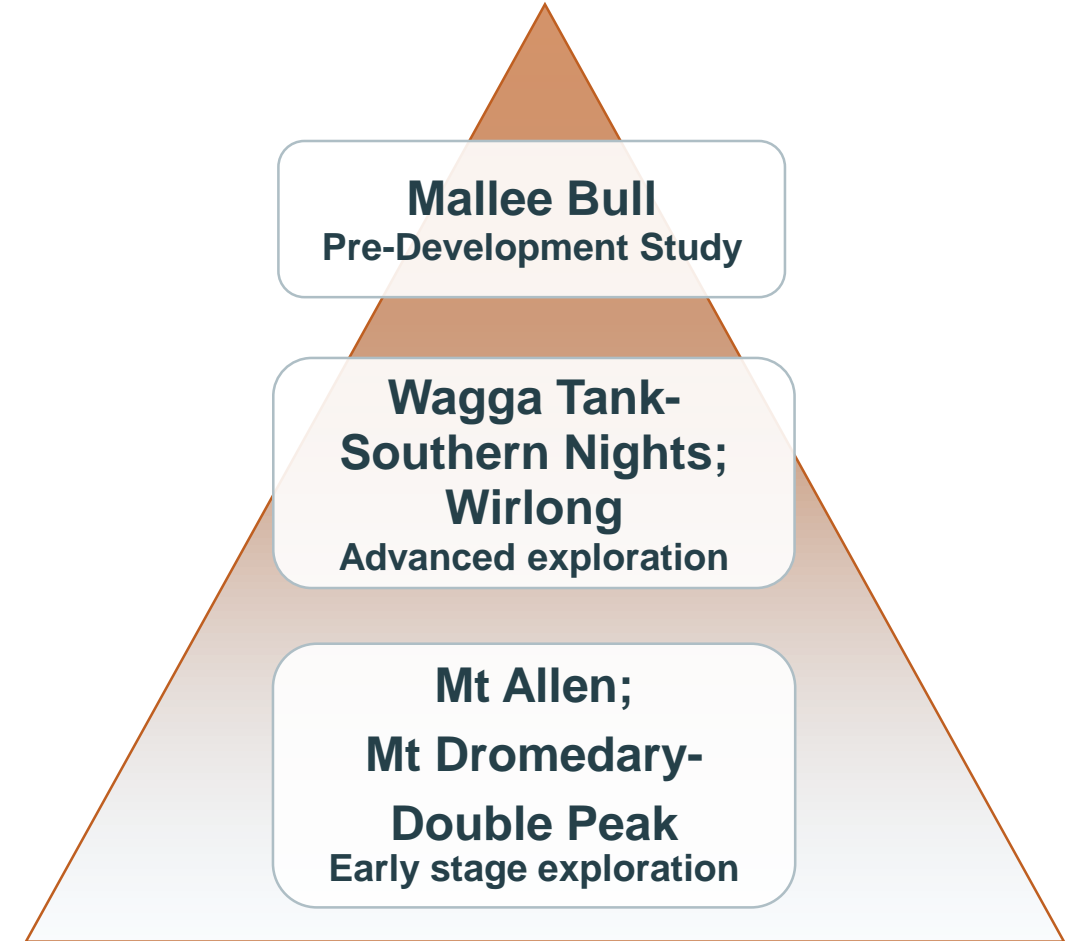 Mallee Bull
Pre-Development Study
Wagga Tank-
Southern Nights;
Wirlong
Advanced exploration
Mt Allen;
Mt Dromedary-
Double Peak
Early stage exploration